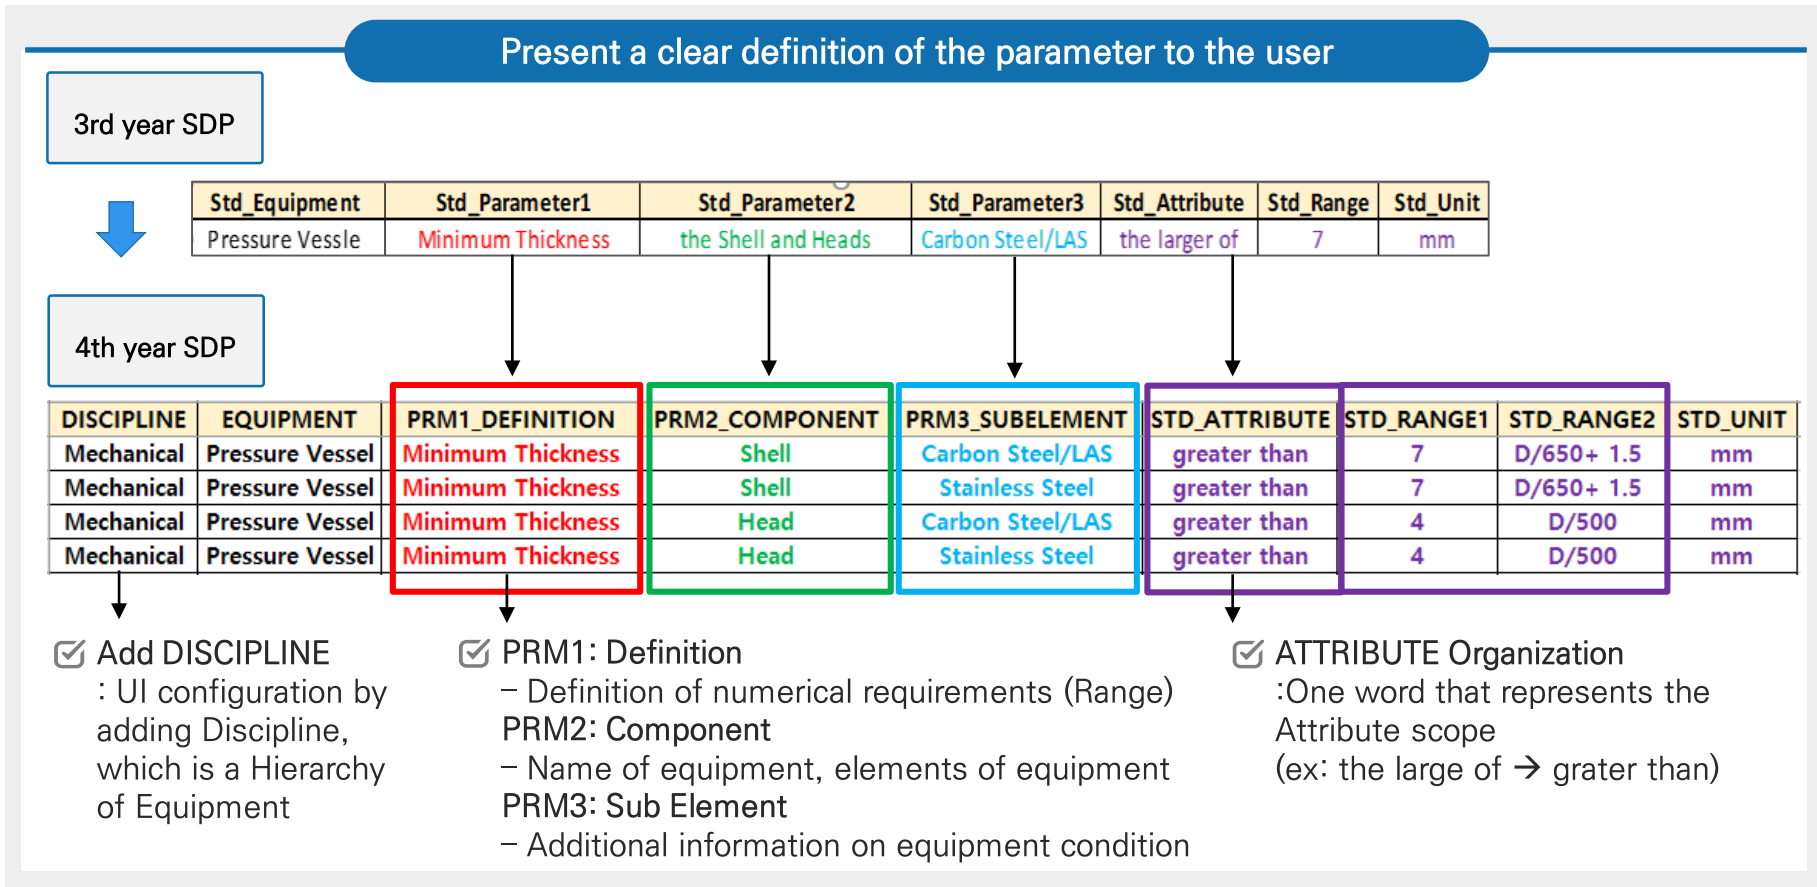 Present a clear definition of the parameter to the user
3rd year SDP
Std_Equipment Std_Parameter1 Std_Parameter2 Std_Parameter3 Std_Attribute Std_Range Std_Unit
Pressure Vessle Minimum Thickness the Shell and Heads Carbon Steel/LAS the larger of 7 mm
4th year SDP
DISCIPLINE EQUIPMENT PRM1_DEFINITION PRM2_COMPONENT PRM3_SUBELEMENT STD_ATTRIBUTE STD_RANGE1 STD_RANGE2 STD_UNIT
Mechanical Pressure Vessel Minimum Thickness Shell Carbon Steel/LAS greater than 7 D/650+ 1.5 mm
Mechanical Pressure Vessel Minimum Thickness Shell Stainless Steel greater than 7 D/650+ 1.5 mm
Mechanical Pressure Vessel Minimum Thickness Head Carbon Steel/LAS greater than 4 D/500 mm
Mechanical Pressure Vessel Minimum Thickness Head Stainless Steel greater than 4 D/500 mm
Add DISCIPLINE
: UI configuration by
adding Discipline,
which is a Hierarchy
of Equipment
PRM1: Definition
– Definition of numerical requirements (Range)
PRM2: Component
– Name of equipment, elements of equipment
PRM3: Sub Element
– Additional information on equipment condition
ATTRIBUTE Organization
:One word that represents the
Attribute scope
(ex: the large of → grater than)